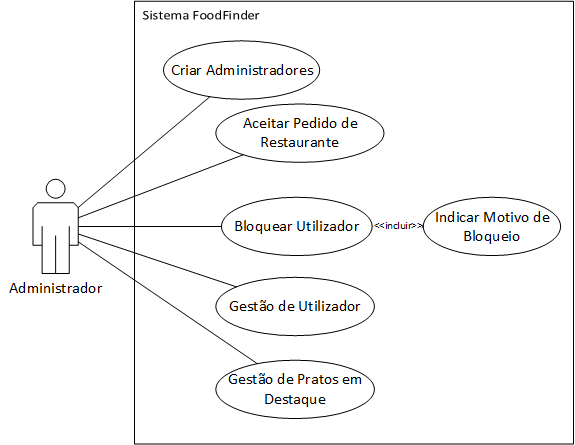 Sistema FoodFinder
Criar Administradores
Aceitar Pedido de
Restaurante
Bloquear Utilizador
<<incluir>>
Indicar Motivo de
Bloqueio
Administrador
Gestão de Utilizador
Gestão de Pratos em
Destaque